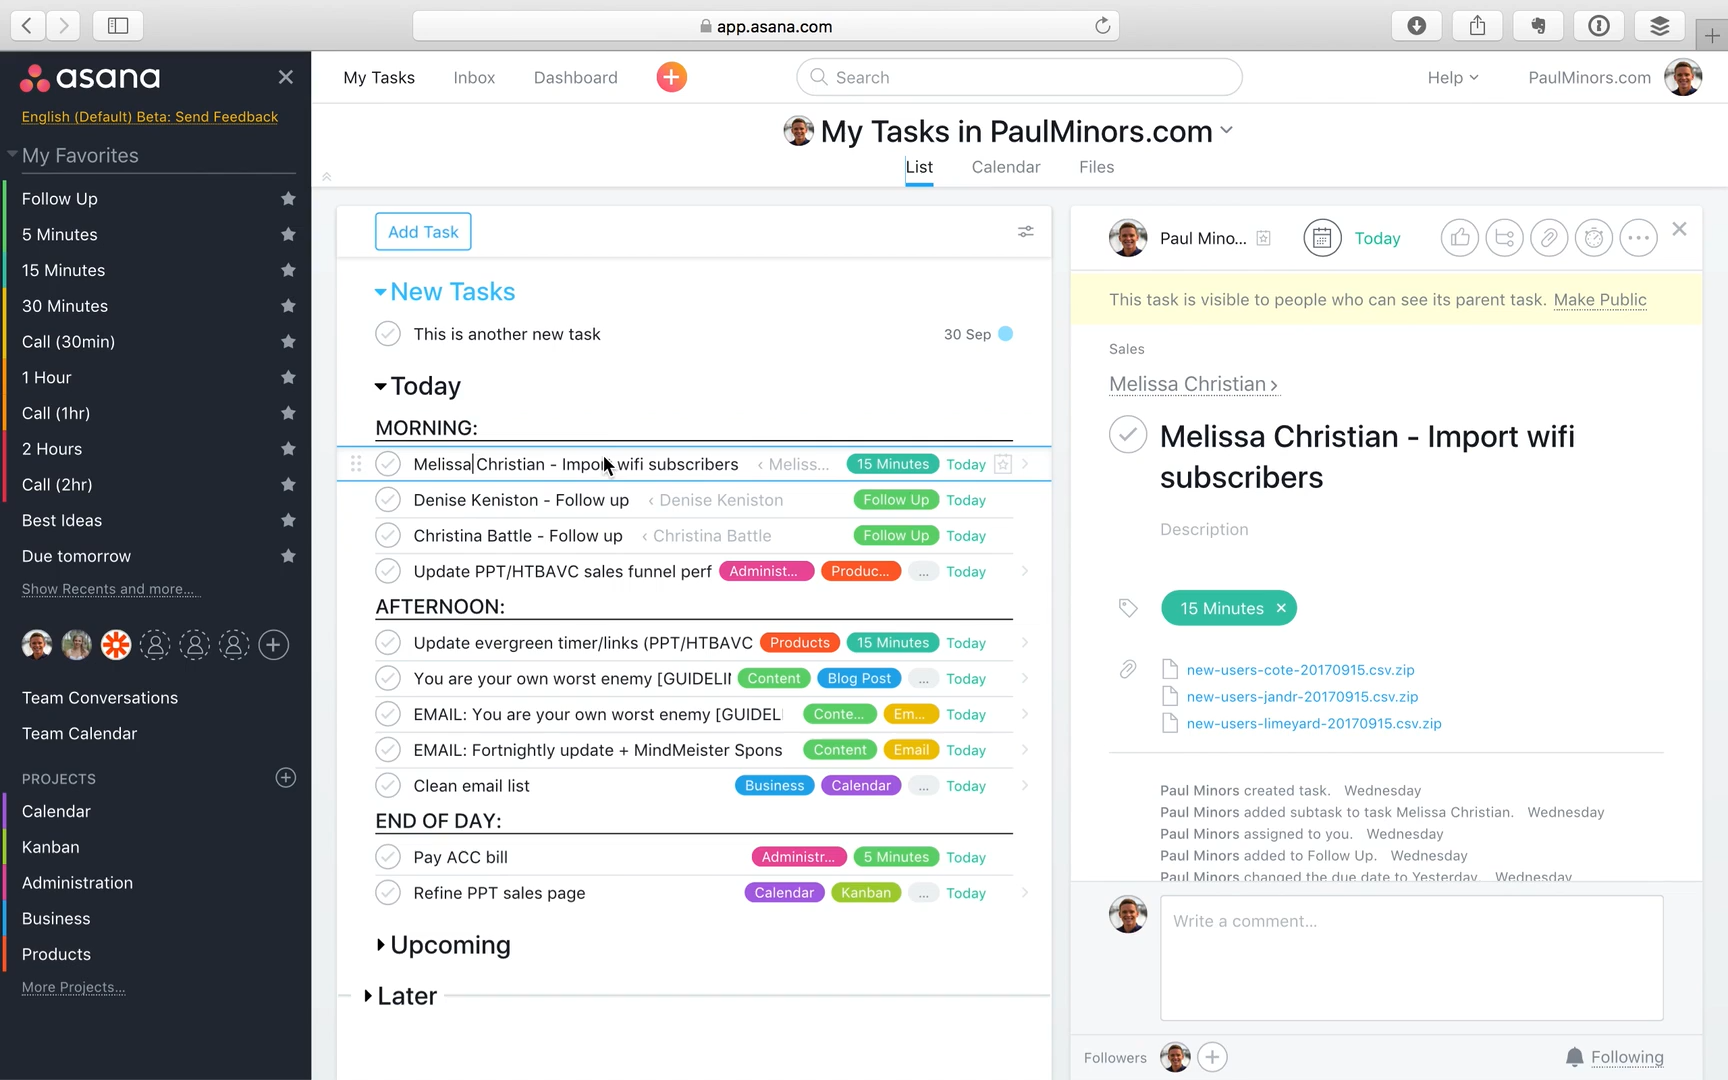 app.asana.com
asana
English (Default) Beta: Send Feedback
My Favorites
Follow Up
5 Minutes
15 Minutes
30 Minutes
Call (30min)
1 Hour
Call (1hr)
2 Hours
Call (2hr)
Best Ideas
Due tomorrow
Show Recents and more...
Team Conversations
Team Calendar
PROJECTS
Calendar
Kanban
Administration
Business
Products
More Projects...
My Tasks Inbox Dashboard Search Help PaulMinors.com
My Tasks in PaulMinors.com
List Calendar Files
Add Task
New Tasks
This is another new task 30 Sep
Today
MORNING:
Melissa Christian - Import wifi subscribers ‹ Meliss... 15 Minutes Today
Denise Keniston - Follow up ‹ Denise Keniston Follow Up Today
Christina Battle - Follow up ‹ Christina Battle Follow Up Today
Update PPT/HTBAVC sales funnel perf Administ... Produc... ... Today
AFTERNOON:
Update evergreen timer/links (PPT/HTBAVC Products 15 Minutes Today
You are your own worst enemy [GUIDELI Content Blog Post ... Today
EMAIL: You are your own worst enemy [GUIDEL Conte... Em... Today
EMAIL: Fortnightly update + MindMeister Spons Content Email Today
Clean email list Business Calendar ... Today
END OF DAY:
Pay ACC bill Administr... 5 Minutes Today
Refine PPT sales page Calendar Kanban ... Today
Upcoming
Later
Paul Mino... Today
This task is visible to people who can see its parent task. Make Public
Sales
Melissa Christian ›
Melissa Christian - Import wifi
subscribers
Description
15 Minutes ×
new-users-cote-20170915.csv.zip
new-users-jandr-20170915.csv.zip
new-users-limeyard-20170915.csv.zip
Paul Minors created task. Wednesday
Paul Minors added subtask to task Melissa Christian. Wednesday
Paul Minors assigned to you. Wednesday
Paul Minors added to Follow Up. Wednesday
Paul Minors changed the due date to Yesterday. Wednesday
Write a comment...
Followers Following